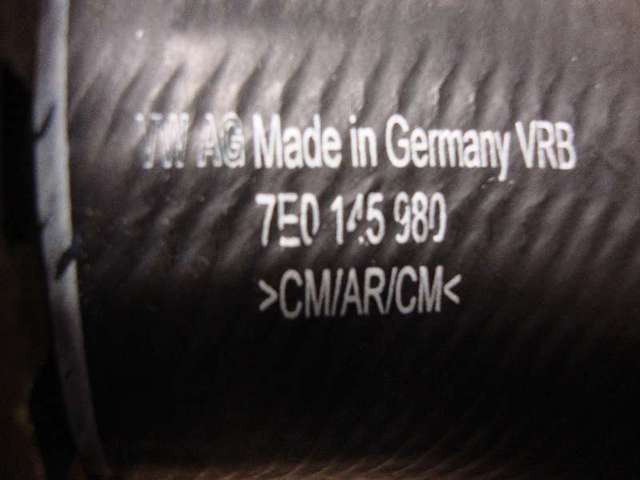 VW AG Made in Germany VRB
7E0 145 980
>CM/AR/CM<